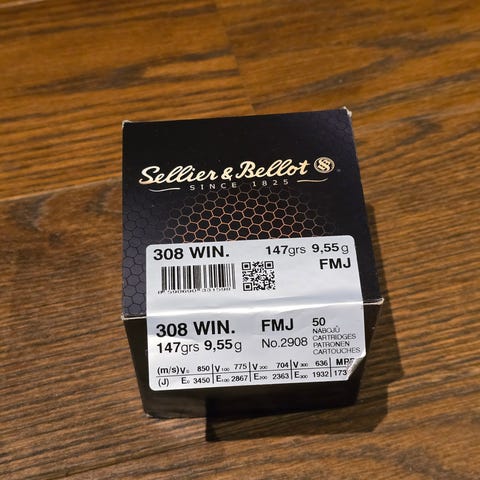 Sellier & Bellot
SINCE 1825
308 WIN. 147grs 9,55g
FMJ
308 WIN. FMJ 50
147grs 9,55g No.2908
NÁBOJŮ
CARTRIDGES
PATRONEN
CARTOUCHES
(m/s) V0 850 V100 775 V200 704 V300 636
(J) E0 3450 E100 2867 E200 2363 E300 1932 173